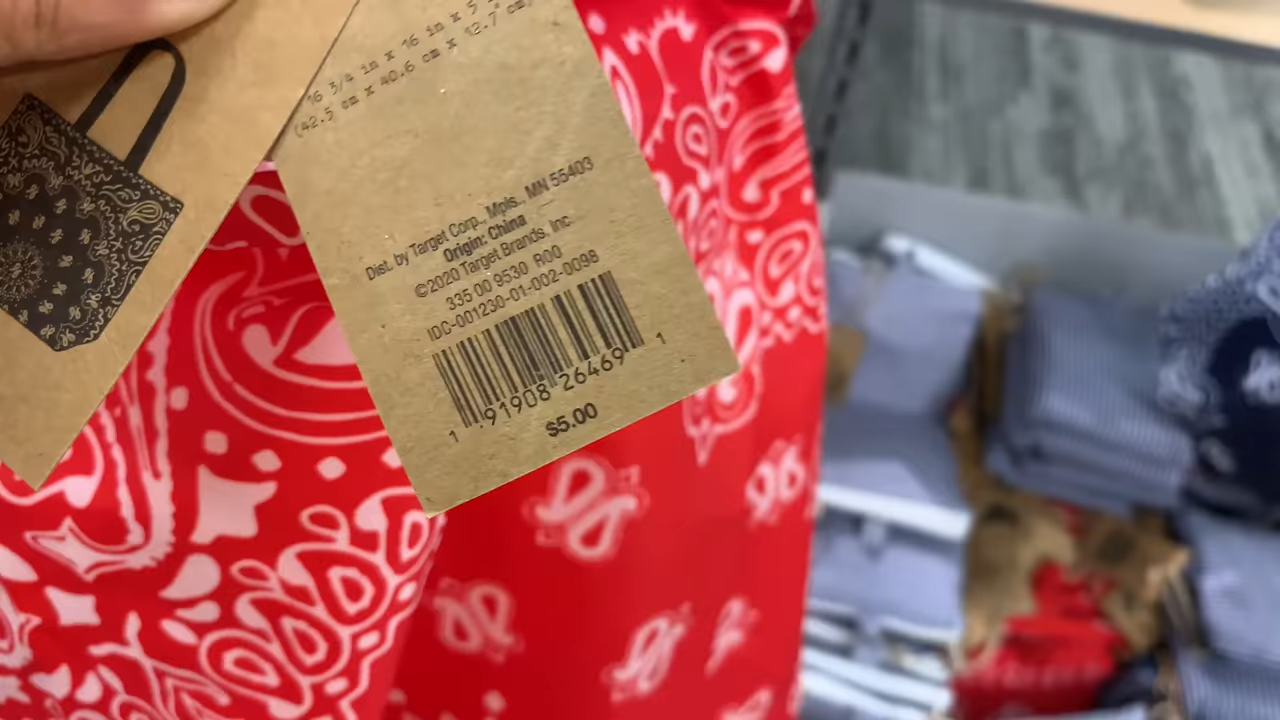 16 3/4 in x 16 in x 5
(42.5 cm x 40.6 cm x 12.7 cm)
Dist. by Target Corp., Mpls., MN 55403
Origin: China
©2020 Target Brands, Inc.
335 00 9530 R00
IDC-001230-01-002-0098
1 91908 26469 1
$5.00